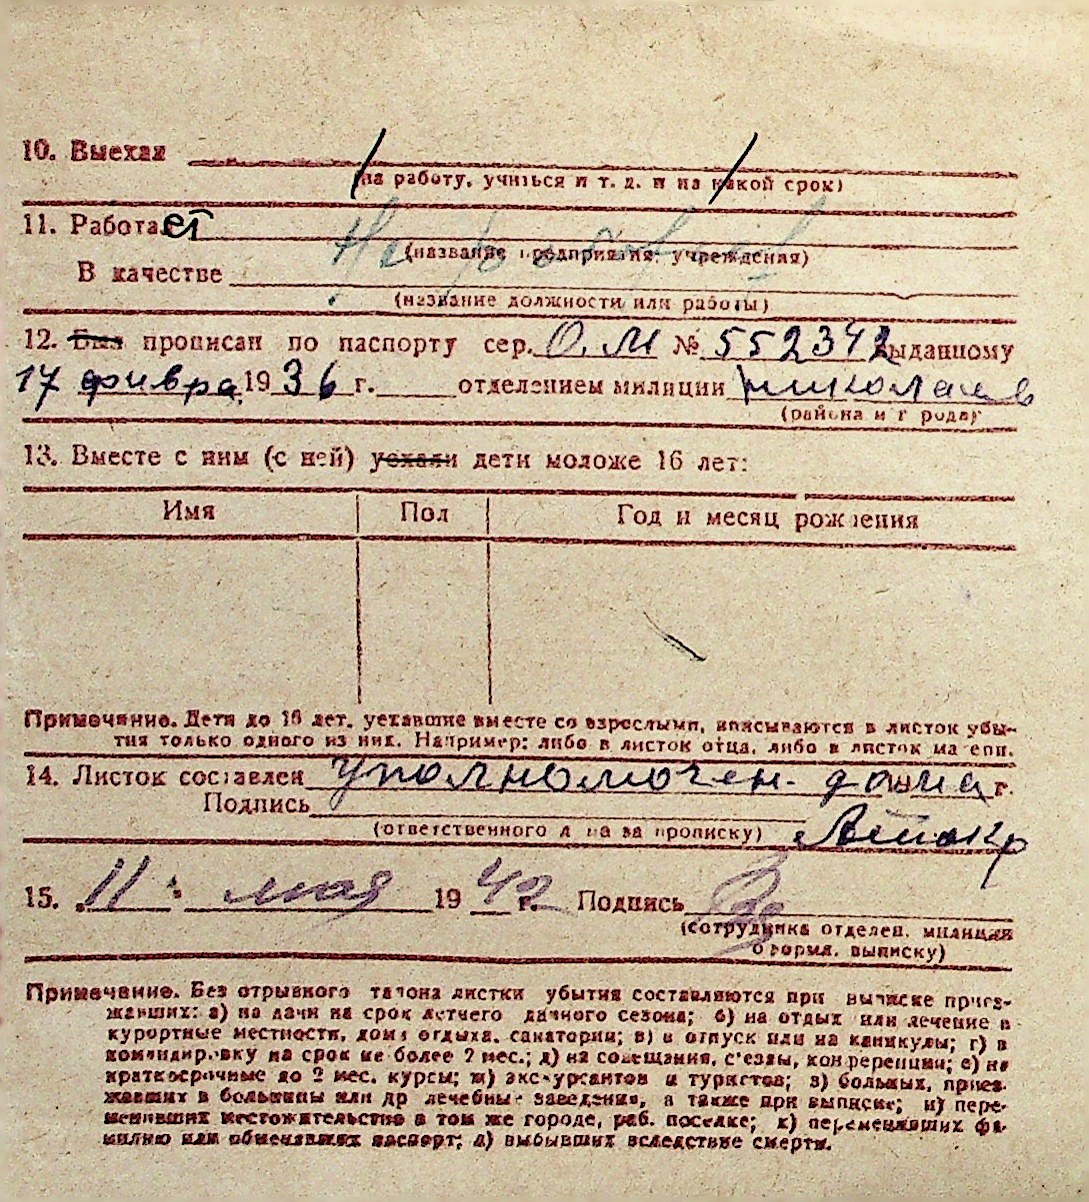 10. Выехал
(на работу, учиться и т. д. и на какой срок)
11. Работает
(название предприятия, учреждения)
В качестве
(название должности или работы)
12. Был прописан по паспорту сер. О.М № 552342 выданному
17 февра 1936 г. отделением милиции Николаев
(района и города)
13. Вместе с ним (с ней) уехали дети моложе 16 лет:
Имя Пол Год и месяц рождения
Примечание. Дети до 16 лет, уехавшие вместе со взрослыми, вписываются в листок убы-
тия только одного из них. Например: либо в листок отца, либо в листок матери.
14. Листок составлен уполномочен. дома г.
Подпись
(ответственного лица за прописку)
15. 11 мая 1942 г. Подпись
(сотрудника отделен. милиции
оформл. выписку)
Примечание. Без отрывного талона листки убытия составляются при выписке приез-
жавших: а) на дачи на срок летнего дачного сезона; б) на отдых или лечение в
курортные местности, дома отдыха, санатории; в) в отпуск или на каникулы; г) в
командировку на срок не более 2 мес.; д) на совещания, с'езды, конференции; е) на
краткосрочные до 2 мес. курсы; ж) экскурсантов и туристов; з) больных, приез-
жавших в больницы или др лечебные заведения, а также при выписке; и) пере-
менивших местожительство в том же городе, раб. поселке; к) переменивших фа-
милию или обменявших паспорт; л) выбывших вследствие смерти.